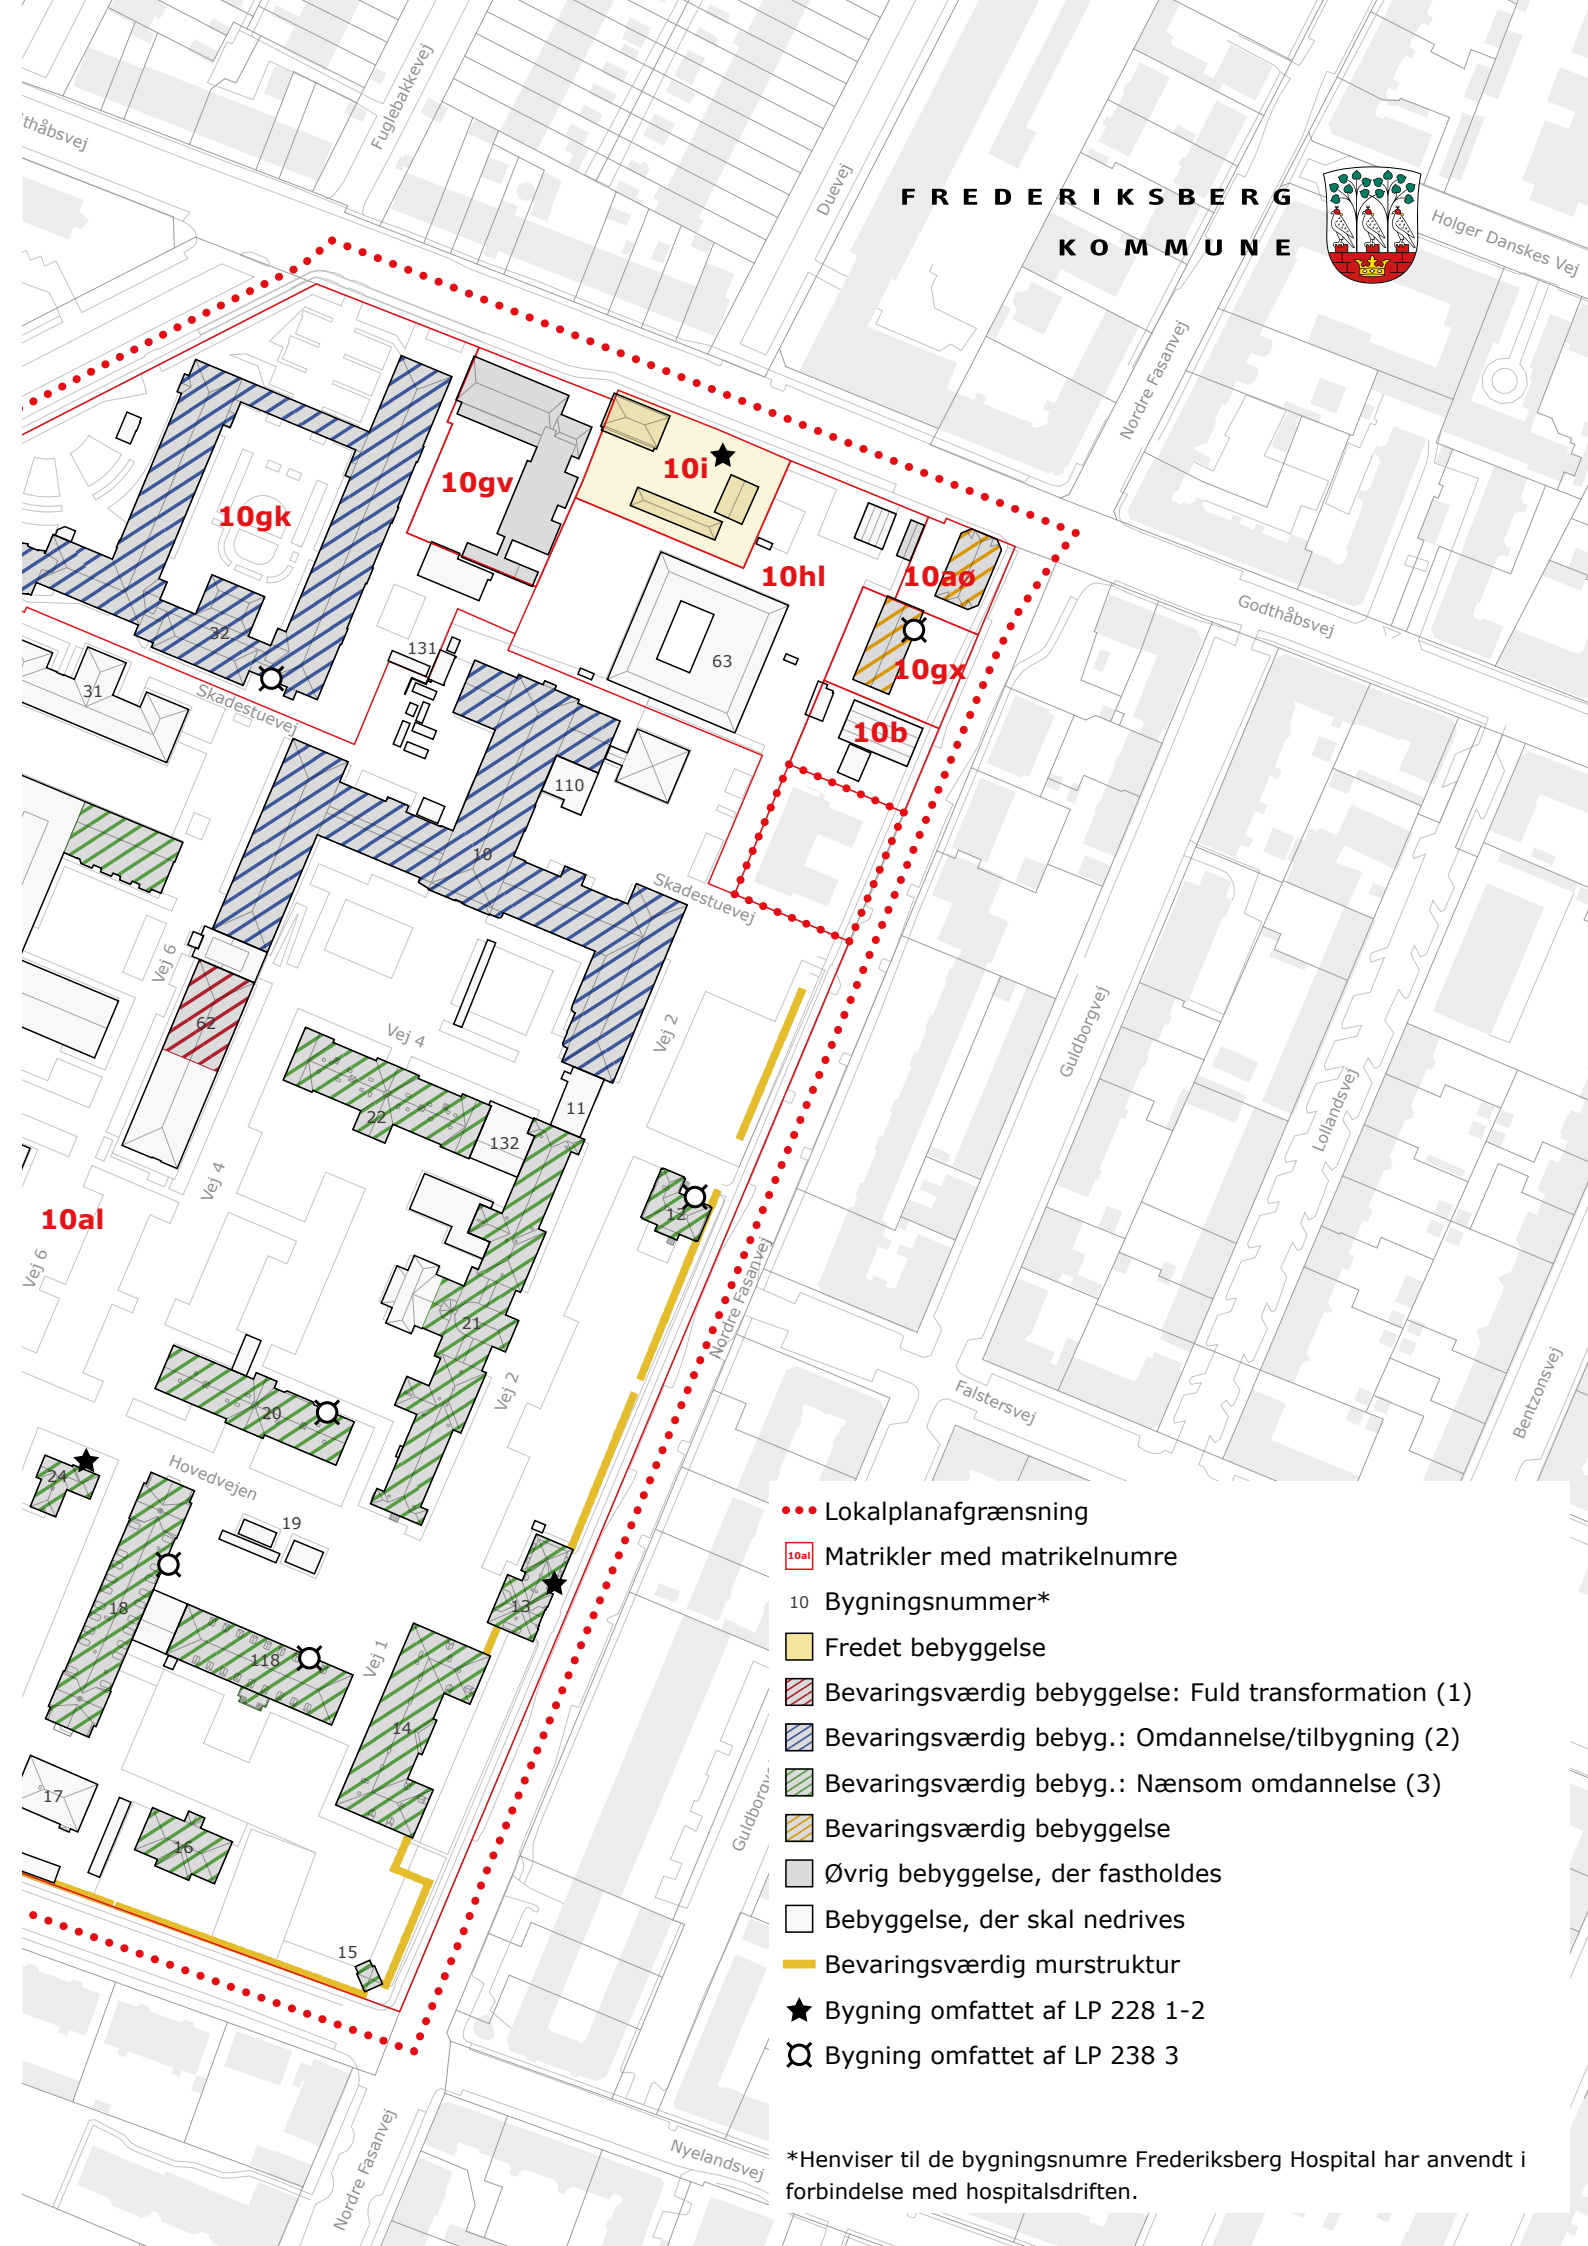 Fuglebakkevej
thåbsvej
Duevej
FREDERIKSBERG
KOMMUNE
Holger Danskes Vej
Nordre Fasanvej
10i
10gv
10gk
10hl
10aø
Godthåbsvej
32
131
63
10gx
31
Skadestuevej
10b
110
10
Skadestuevej
Vej 6
62
Vej 4
Vej 2
Guldborgvej
Lollandsvej
22
11
132
Vej 4
10al
12
Vej 6
Nordre Fasanvej
21
Vej 2
20
Falstersvej
Bentzonsvej
24
Hovedvejen
19
18
13
118
Vej 1
14
17
16
Guldborgv
15
Lokalplanafgrænsning
10al Matrikler med matrikelnumre
10 Bygningsnummer*
Fredet bebyggelse
Bevaringsværdig bebyggelse: Fuld transformation (1)
Bevaringsværdig bebyg.: Omdannelse/tilbygning (2)
Bevaringsværdig bebyg.: Nænsom omdannelse (3)
Bevaringsværdig bebyggelse
Øvrig bebyggelse, der fastholdes
Bebyggelse, der skal nedrives
Bevaringsværdig murstruktur
Bygning omfattet af LP 228 1-2
Bygning omfattet af LP 238 3
Nordre Fasanvej
Nyelandsvej
*Henviser til de bygningsnumre Frederiksberg Hospital har anvendt i
forbindelse med hospitalsdriften.